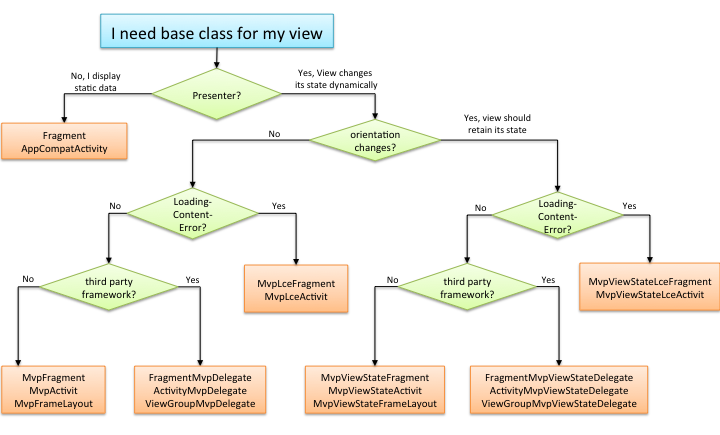 I need base class for my view
No, I display
static data
Yes, View changes
its state dynamically
Presenter?
Fragment
AppCompatActivity
No
orientation
changes?
Yes, view should
retain its state
No
Loading-
Content-
Error?
Yes
No
Loading-
Content-
Error?
Yes
No
third party
framework?
Yes
MvpLceFragment
MvpLceActivit
No
third party
framework?
Yes
MvpViewStateLceFragment
MvpViewStateLceActivit
MvpFragment
MvpActivit
MvpFrameLayout
FragmentMvpDelegate
ActivityMvpDelegate
ViewGroupMvpDelegate
MvpViewStateFragment
MvpViewStateActivit
MvpViewStateFrameLayout
FragmentMvpViewStateDelegate
ActivityMvpViewStateDelegate
ViewGroupMvpViewStateDelegate